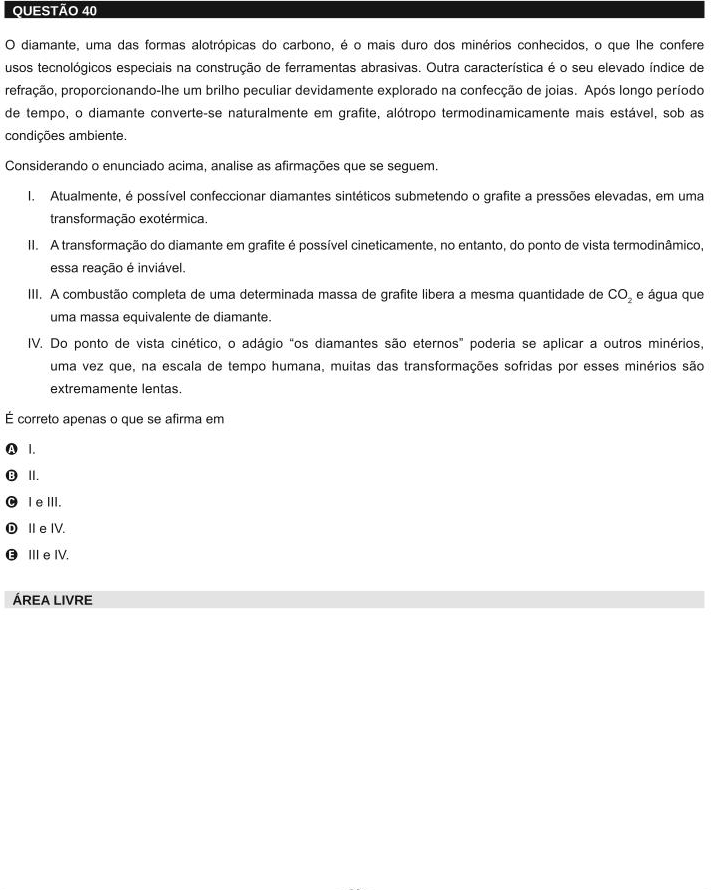 QUESTÃO 40
O diamante, uma das formas alotrópicas do carbono, é o mais duro dos minérios conhecidos, o que lhe confere
usos tecnológicos especiais na construção de ferramentas abrasivas. Outra característica é o seu elevado índice de
refração, proporcionando-lhe um brilho peculiar devidamente explorado na confecção de joias. Após longo período
de tempo, o diamante converte-se naturalmente em grafite, alótropo termodinamicamente mais estável, sob as
condições ambiente.
Considerando o enunciado acima, analise as afirmações que se seguem.
I. Atualmente, é possível confeccionar diamantes sintéticos submetendo o grafite a pressões elevadas, em uma
transformação exotérmica.
II. A transformação do diamante em grafite é possível cineticamente, no entanto, do ponto de vista termodinâmico,
essa reação é inviável.
III. A combustão completa de uma determinada massa de grafite libera a mesma quantidade de CO₂ e água que
uma massa equivalente de diamante.
IV. Do ponto de vista cinético, o adágio “os diamantes são eternos” poderia se aplicar a outros minérios,
uma vez que, na escala de tempo humana, muitas das transformações sofridas por esses minérios são
extremamente lentas.
É correto apenas o que se afirma em
A I.
B II.
C I e III.
D II e IV.
E III e IV.
ÁREA LIVRE